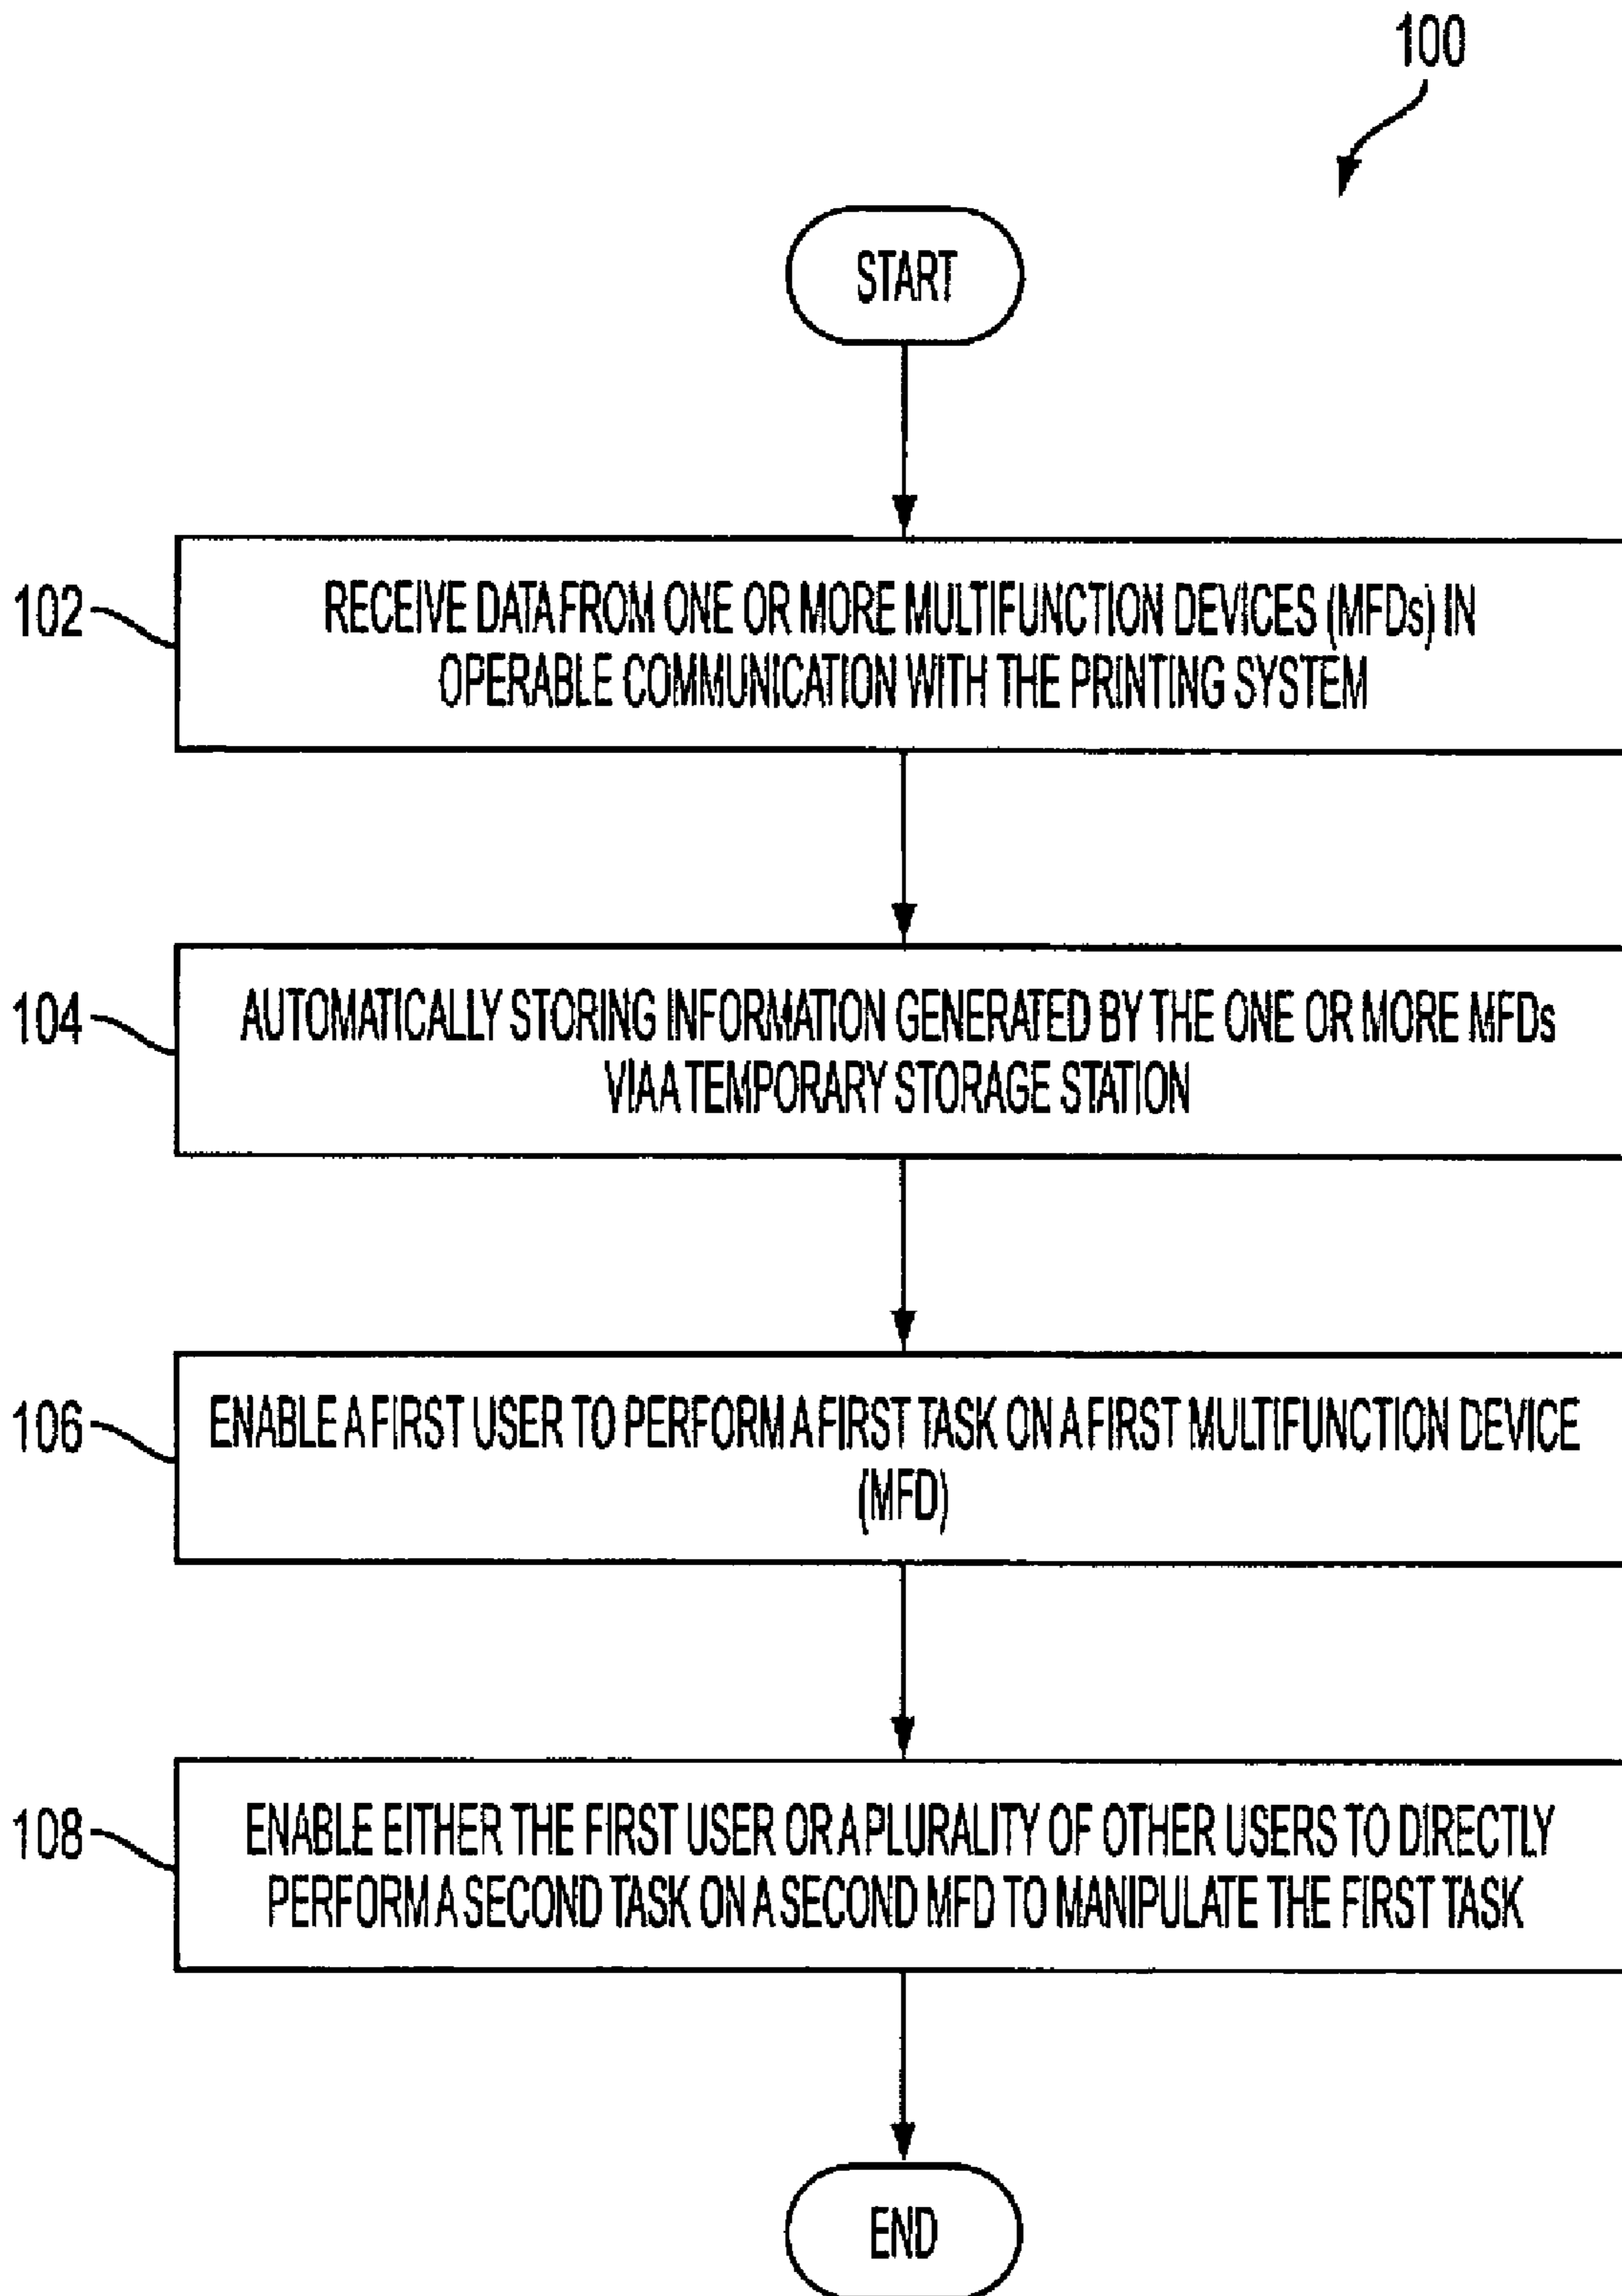 100
START
102
RECEIVE DATA FROM ONE OR MORE MULTIFUNCTION DEVICES (MFDs) IN
OPERABLE COMMUNICATION WITH THE PRINTING SYSTEM
104
AUTOMATICALLY STORING INFORMATION GENERATED BY THE ONE OR MORE MFDs
VIA A TEMPORARY STORAGE STATION
106
ENABLE A FIRST USER TO PERFORM A FIRST TASK ON A FIRST MULTIFUNCTION DEVICE
(MFD)
108
ENABLE EITHER THE FIRST USER OR A PLURALITY OF OTHER USERS TO DIRECTLY
PERFORM A SECOND TASK ON A SECOND MFD TO MANIPULATE THE FIRST TASK
END